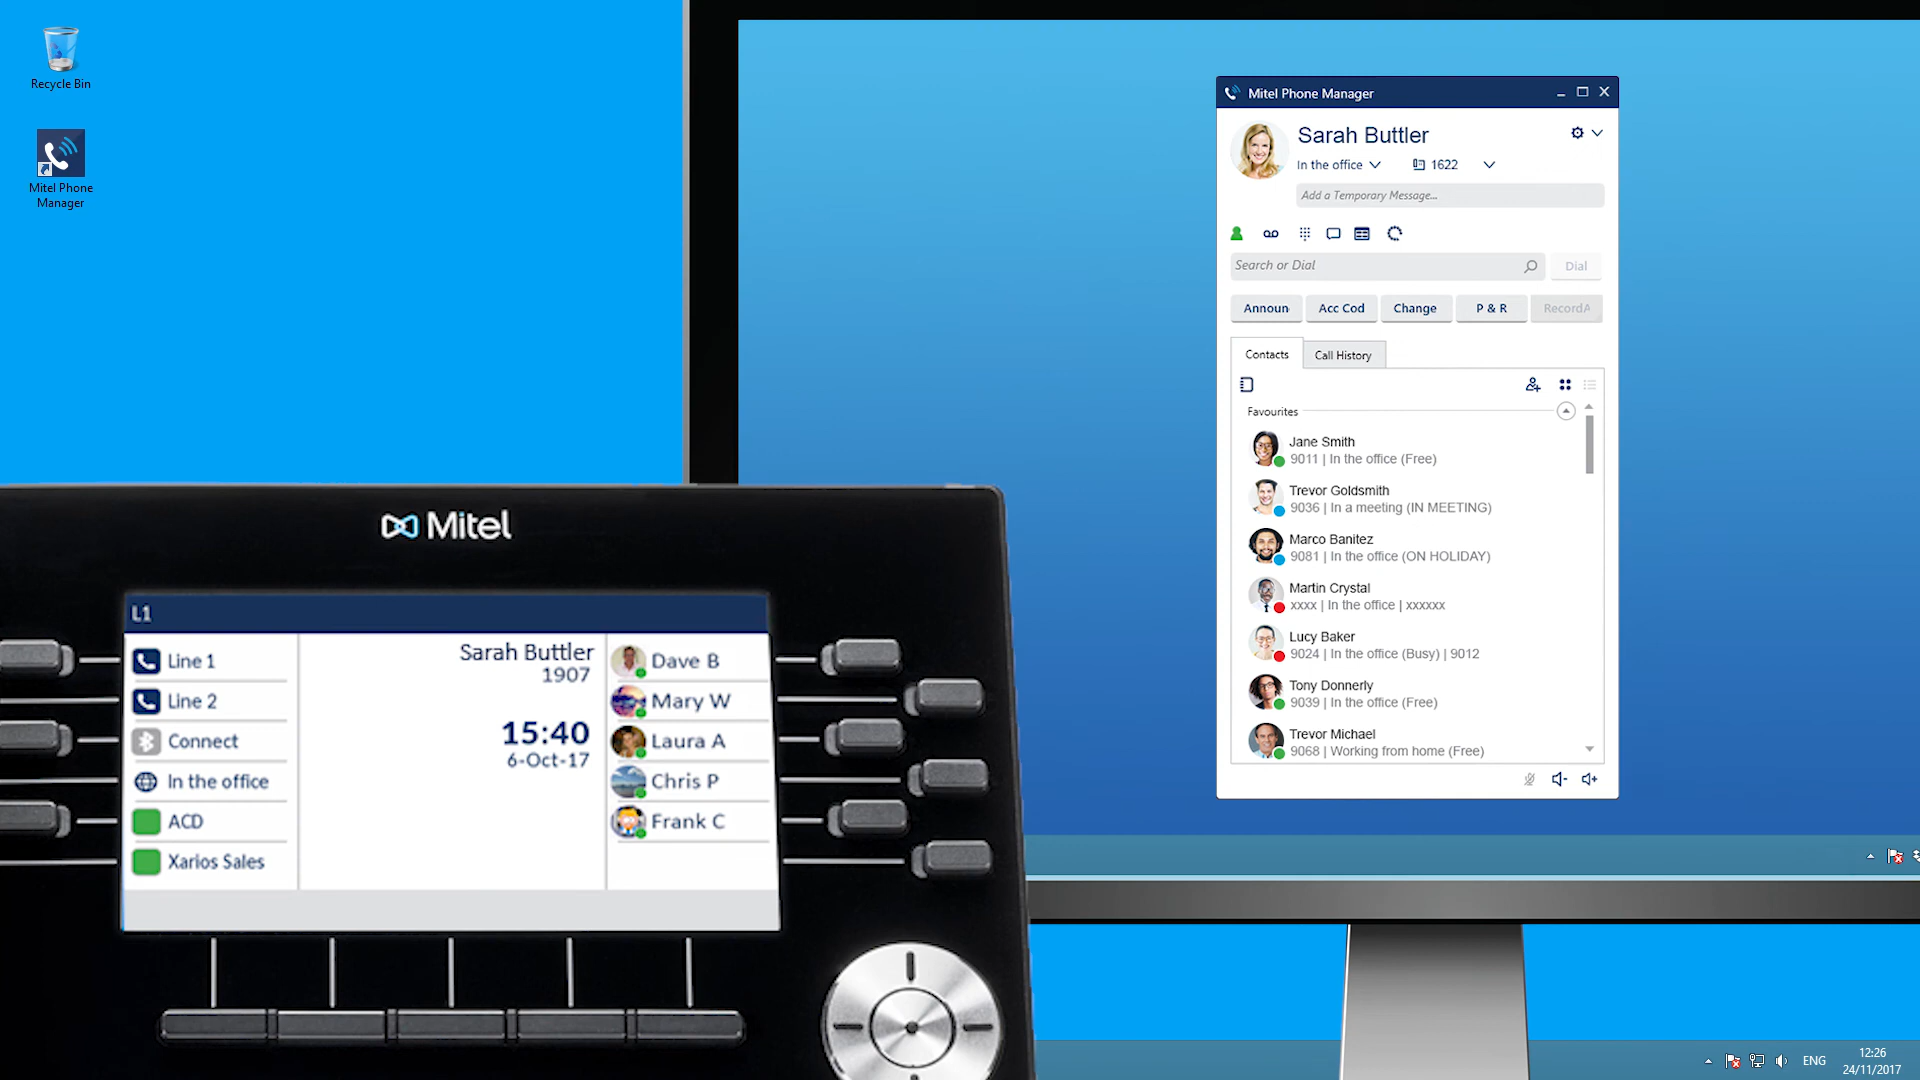 Recycle Bin
Mitel Phone
Manager
Mitel Phone Manager
Sarah Buttler
In the office
1622
Add a Temporary Message...
Search or Dial
Dial
Announ
Acc Cod
Change
P & R
RecordA
Contacts
Call History
Favourites
Jane Smith
9011 | In the office (Free)
Trevor Goldsmith
9036 | In a meeting (IN MEETING)
Marco Banitez
9081 | In the office (ON HOLIDAY)
Martin Crystal
xxxx | In the office | xxxxxx
Lucy Baker
9024 | In the office (Busy) | 9012
Tony Donnerly
9039 | In the office (Free)
Trevor Michael
9068 | Working from home (Free)
Mitel
L1
Line 1
Line 2
Connect
In the office
ACD
Xarios Sales
Sarah Buttler
1907
15:40
6-Oct-17
Dave B
Mary W
Laura A
Chris P
Frank C
ENG
12:26
24/11/2017